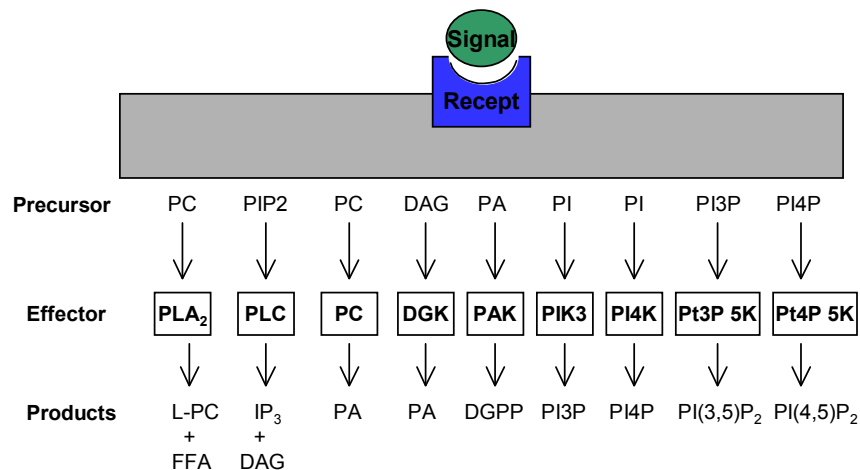 Signal
Recept
Precursor PC PIP2 PC DAG PA PI PI PI3P PI4P
Effector PLA₂ PLC PC DGK PAK PIK3 PI4K Pt3P 5K Pt4P 5K
Products L-PC IP₃ PA PA DGPP PI3P PI4P PI(3,5)P₂ PI(4,5)P₂
+ +
FFA DAG